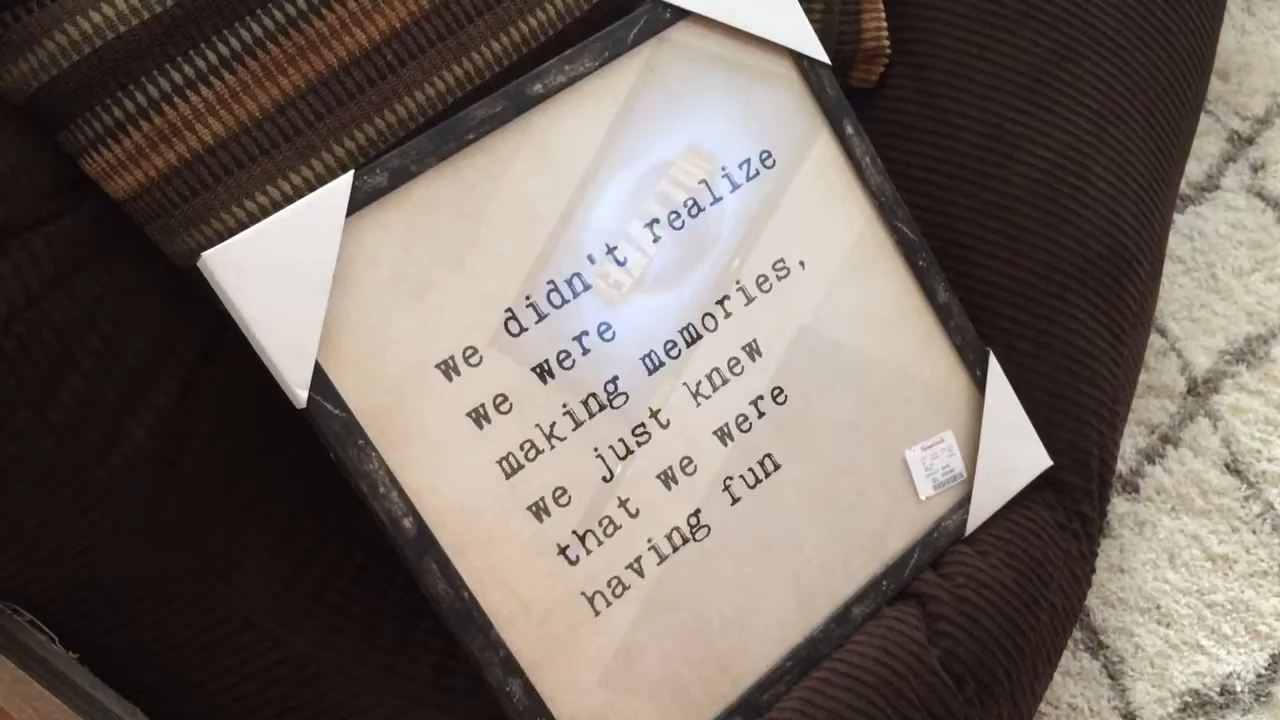 we didn't realize
we were
making memories,
we just knew
that we were
having fun